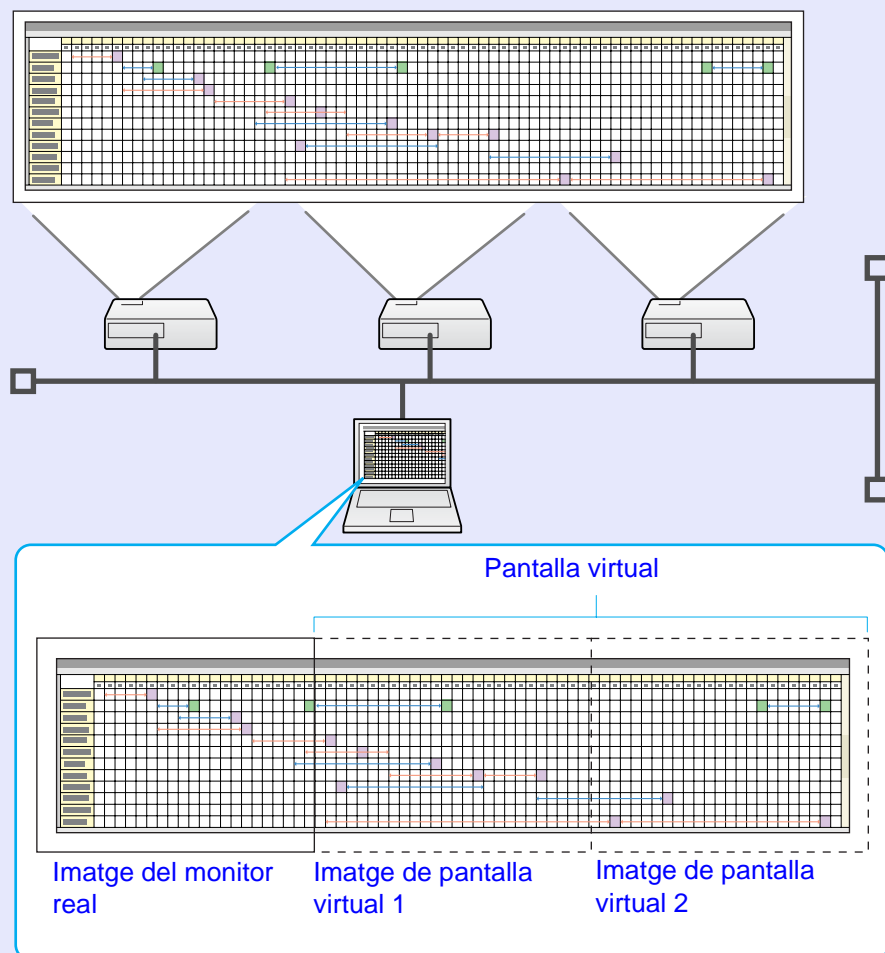 Pantalla virtual
Imatge del monitor
real
Imatge de pantalla
virtual 1
Imatge de pantalla
virtual 2